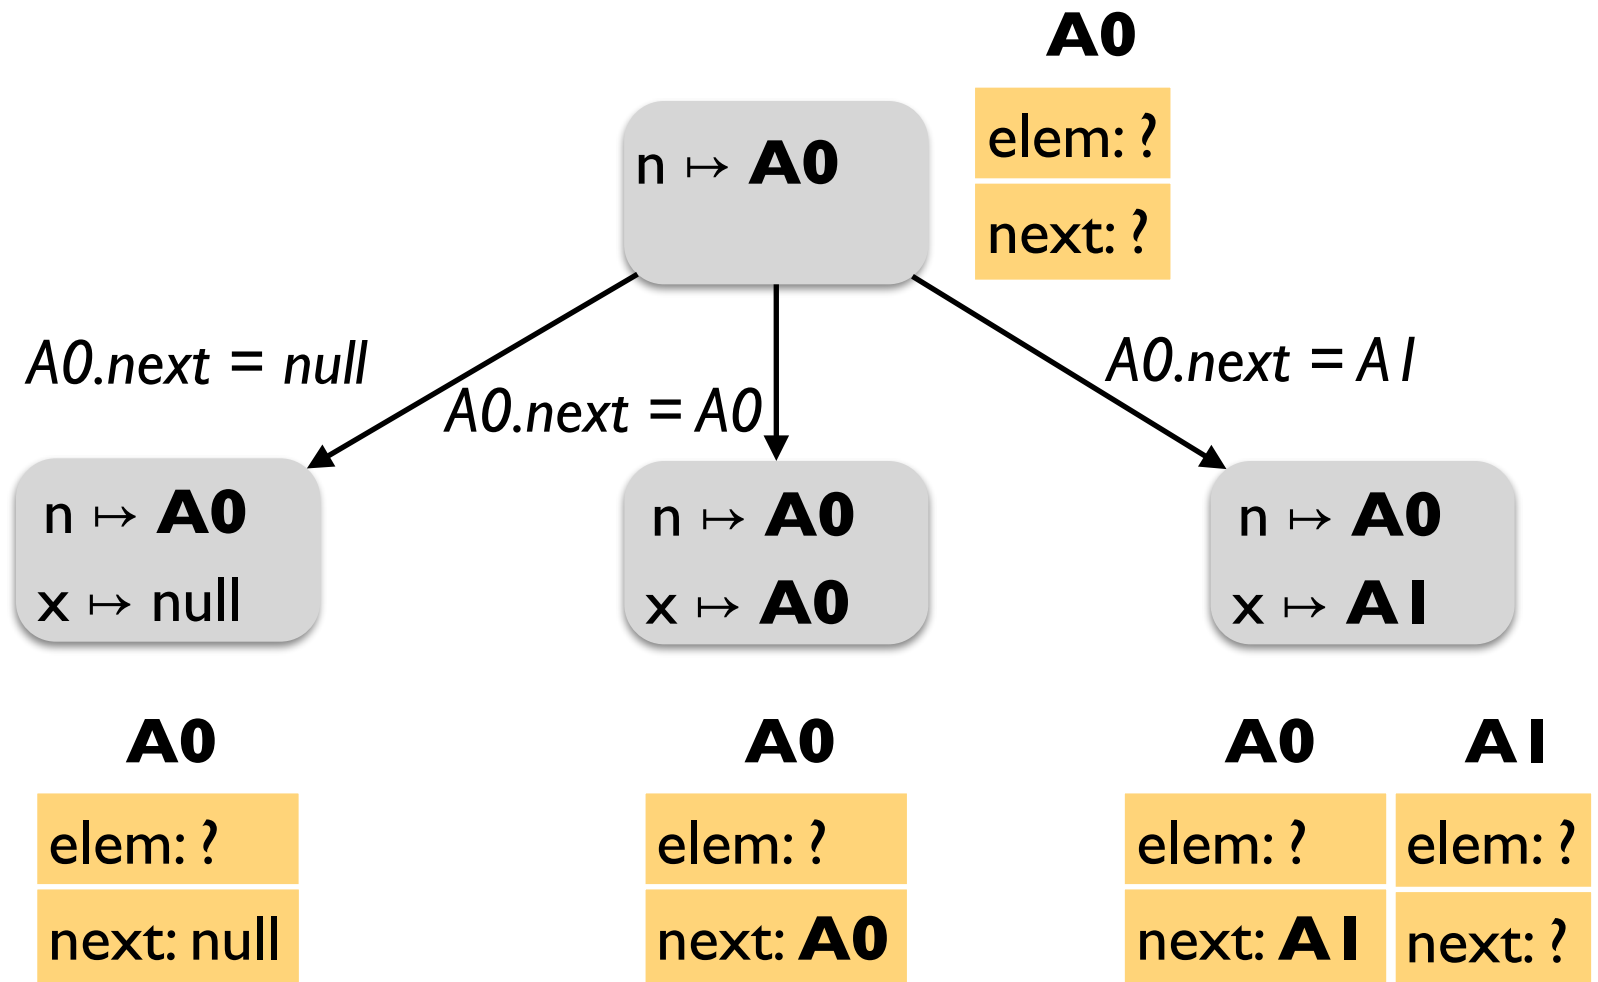 A0
n ↦ A0
elem: ?
next: ?
A0.next = null
A0.next = A0
A0.next = A1
n ↦ A0
x ↦ null
n ↦ A0
x ↦ A0
n ↦ A0
x ↦ A1
A0
elem: ?
next: null
A0
elem: ?
next: A0
A0
elem: ?
next: A1
A1
elem: ?
next: ?